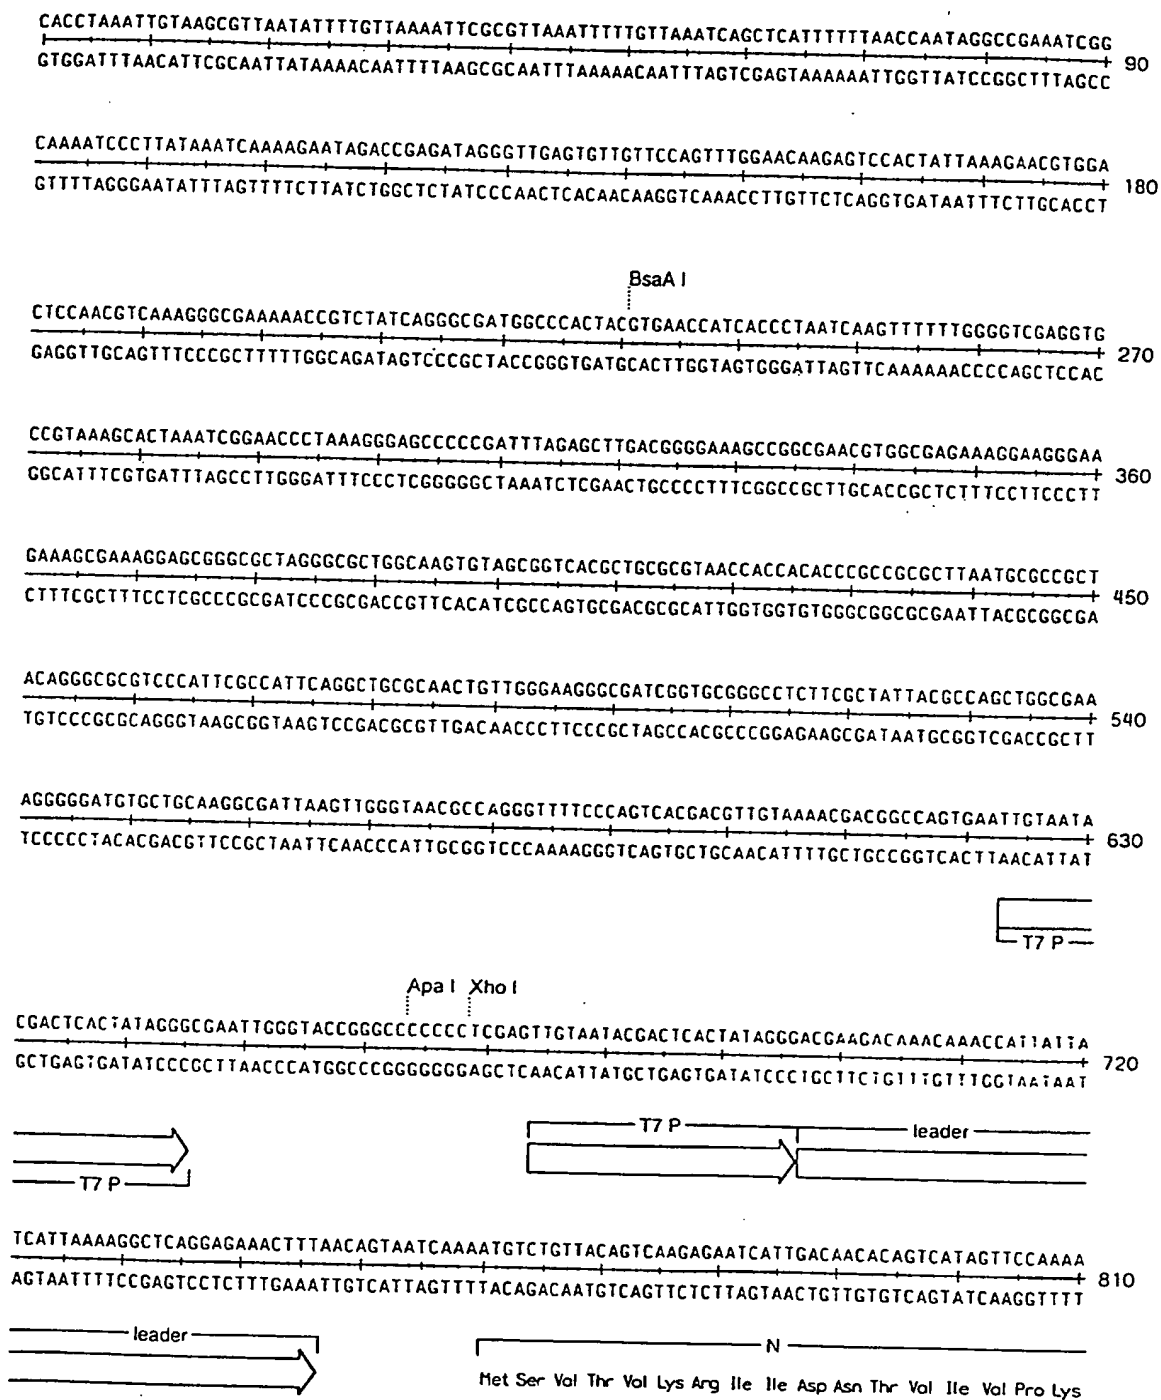 CACCTAAATTGTAAGCGTTAATATTTTGTTAAAATTCGCGTTAAATTTTTGTTAAATCAGCTCATTTTTTAACCAATAGGCCGAAATCGG
90
GTGGATTTAACATTCGCAATTATAAAACAATTTTAAGCGCAATTTAAAAACAATTTAGTCGAGTAAAAAATTGGTTATCCGGCTTTAGCC
CAAAATCCCTTATAAATCAAAAGAATAGACCGAGATAGGGTTGAGTGTTGTTCCAGTTTGGAACAAGAGTCCACTATTAAAGAACGTGGA
180
GTTTTAGGGAATATTTAGTTTTCTTATCTGGCTCTATCCCAACTCACAACAAGGTCAAACCTTGTTCTCAGGTGATAATTTCTTGCACCT
BsaA I
CTCCAACGTCAAAGGGCGAAAAACCGTCTATCAGGGCGATGGCCCACTACGTGAACCATCACCCTAATCAAGTTTTTTGGGGTCGAGGTG
270
GAGGTTGCAGTTTCCCGCTTTTTGGCAGATAGTCCCGCTACCGGGTGATGCACTTGGTAGTGGGATTAGTTCAAAAAACCCCAGCTCCAC
CCGTAAAGCACTAAATCGGAACCCTAAAGGGAGCCCCCGATTTAGAGCTTGACGGGGAAAGCCGGCGAACGTGGCGAGAAAGGAAGGGAA
360
GGCATTTCGTGATTTAGCCTTGGGATTTCCCTCGGGGGCTAAATCTCGAACTGCCCCTTTCGGCCGCTTGCACCGCTCTTTCCTTCCCTT
GAAAGCGAAAGGAGCGGGCGCTAGGGCGCTGGCAAGTGTAGCGGTCACGCTGCGCGTAACCACCACACCCGCCGCGCTTAATGCGCCGCT
450
CTTTCGCTTTCCTCGCCCGCGATCCCGCGACCGTTCACATCGCCAGTGCGACGCGCATTGGTGGTGTGGGCGGCGCGAATTACGCGGCGA
ACAGGGCGCGTCCCATTCGCCATTCAGGCTGCGCAACTGTTGGGAAGGGCGATCGGTGCGGGCCTCTTCGCTATTACGCCAGCTGGCGAA
540
TGTCCCGCGCAGGGTAAGCGGTAAGTCCGACGCGTTGACAACCCTTCCCGCTAGCCACGCCCGGAGAAGCGATAATGCGGTCGACCGCTT
AGGGGGATGTGCTGCAAGGCGATTAAGTTGGGTAACGCCAGGGTTTTCCCAGTCACGACGTTGTAAAACGACGGCCAGTGAATTGTAATA
630
TCCCCCTACACGACGTTCCGCTAATTCAACCCATTGCGGTCCCAAAAGGGTCAGTGCTGCAACATTTTGCTGCCGGTCACTTAACATTAT
T7 P
Apa I Xho I
CGACTCACTATAGGGCGAATTGGGTACCGGGCCCCCCCTCGAGTTGTAATACGACTCACTATAGGGACGAAGACAAACAAACCATTATTA
720
GCTGAGTGATATCCCGCTTAACCCATGGCCCGGGGGGGAGCTCAACATTATGCTGAGTGATATCCCTGCTTCTGTTTGTTTGGTAATAAT
T7 P leader
T7 P
TCATTAAAAGGCTCAGGAGAAACTTTAACAGTAATCAAAATGTCTGTTACAGTCAAGAGAATCATTGACAACACAGTCATAGTTCCAAAA
810
AGTAATTTTCCGAGTCCTCTTTGAAATTGTCATTAGTTTTACAGACAATGTCAGTTCTCTTAGTAACTGTTGTGTCAGTATCAAGGTTTT
leader N
Met Ser Val Thr Val Lys Arg Ile Ile Asp Asn Thr Val Ile Val Pro Lys